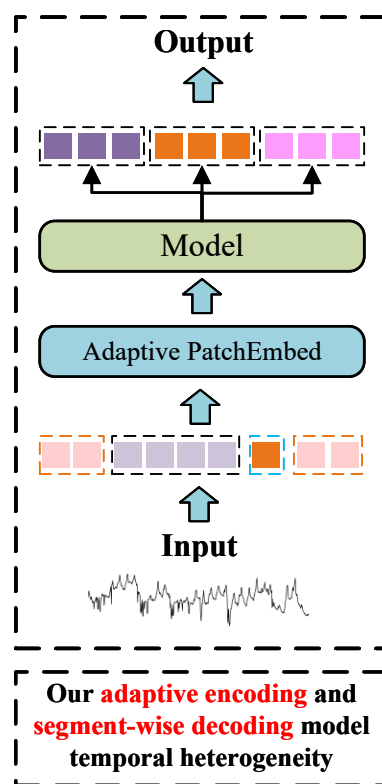 Output
Model
Adaptive PatchEmbed
Input
Our adaptive encoding and
segment-wise decoding model
temporal heterogeneity